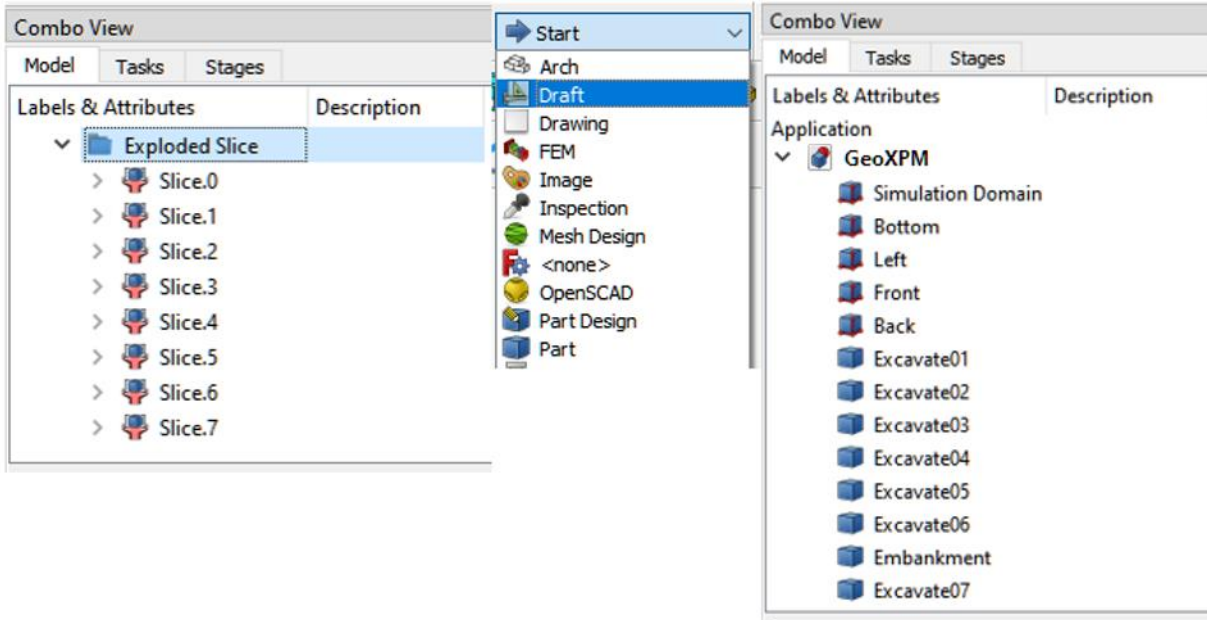 Combo View
Model Tasks Stages
Labels & Attributes Description
Exploded Slice
Slice.0
Slice.1
Slice.2
Slice.3
Slice.4
Slice.5
Slice.6
Slice.7
Start
Arch
Draft
Drawing
FEM
Image
Inspection
Mesh Design
<none>
OpenSCAD
Part Design
Part
Combo View
Model Tasks Stages
Labels & Attributes Description
Application
GeoXPM
Simulation Domain
Bottom
Left
Front
Back
Excavate01
Excavate02
Excavate03
Excavate04
Excavate05
Excavate06
Embankment
Excavate07